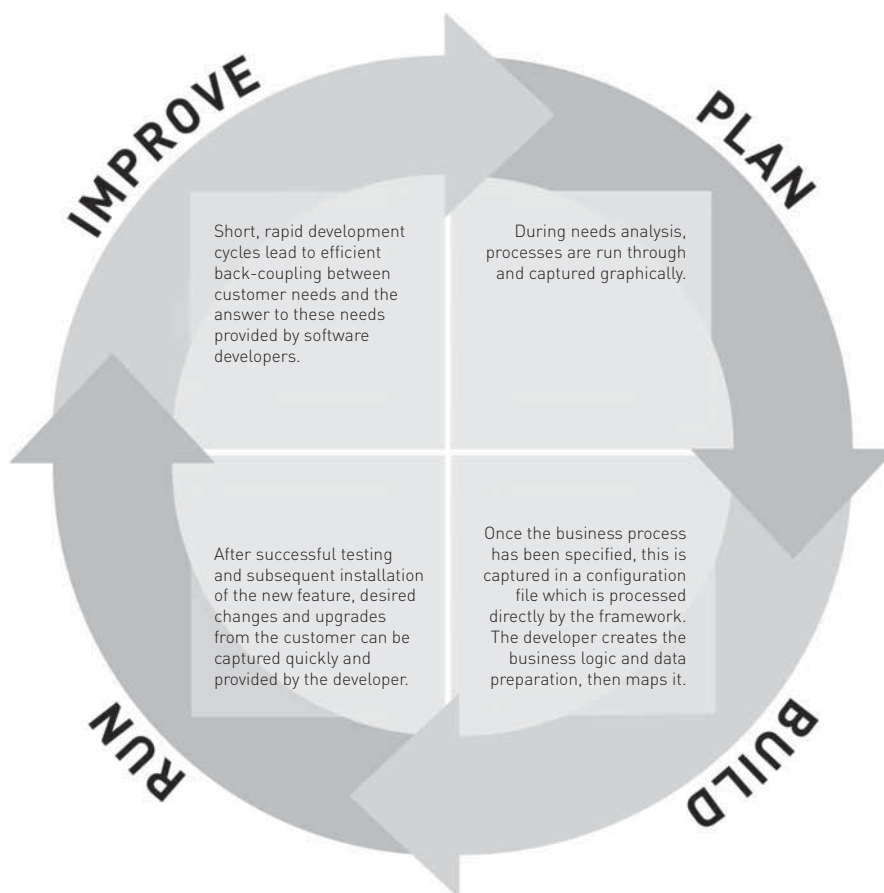 IMPROVE
PLAN
Short, rapid development
cycles lead to efficient
back-coupling between
customer needs and the
answer to these needs
provided by software
developers.
During needs analysis,
processes are run through
and captured graphically.
After successful testing
and subsequent installation
of the new feature, desired
changes and upgrades
from the customer can be
captured quickly and
provided by the developer.
Once the business process
has been specified, this is
captured in a configuration
file which is processed
directly by the framework.
The developer creates the
business logic and data
preparation, then maps it.
RUN
BUILD